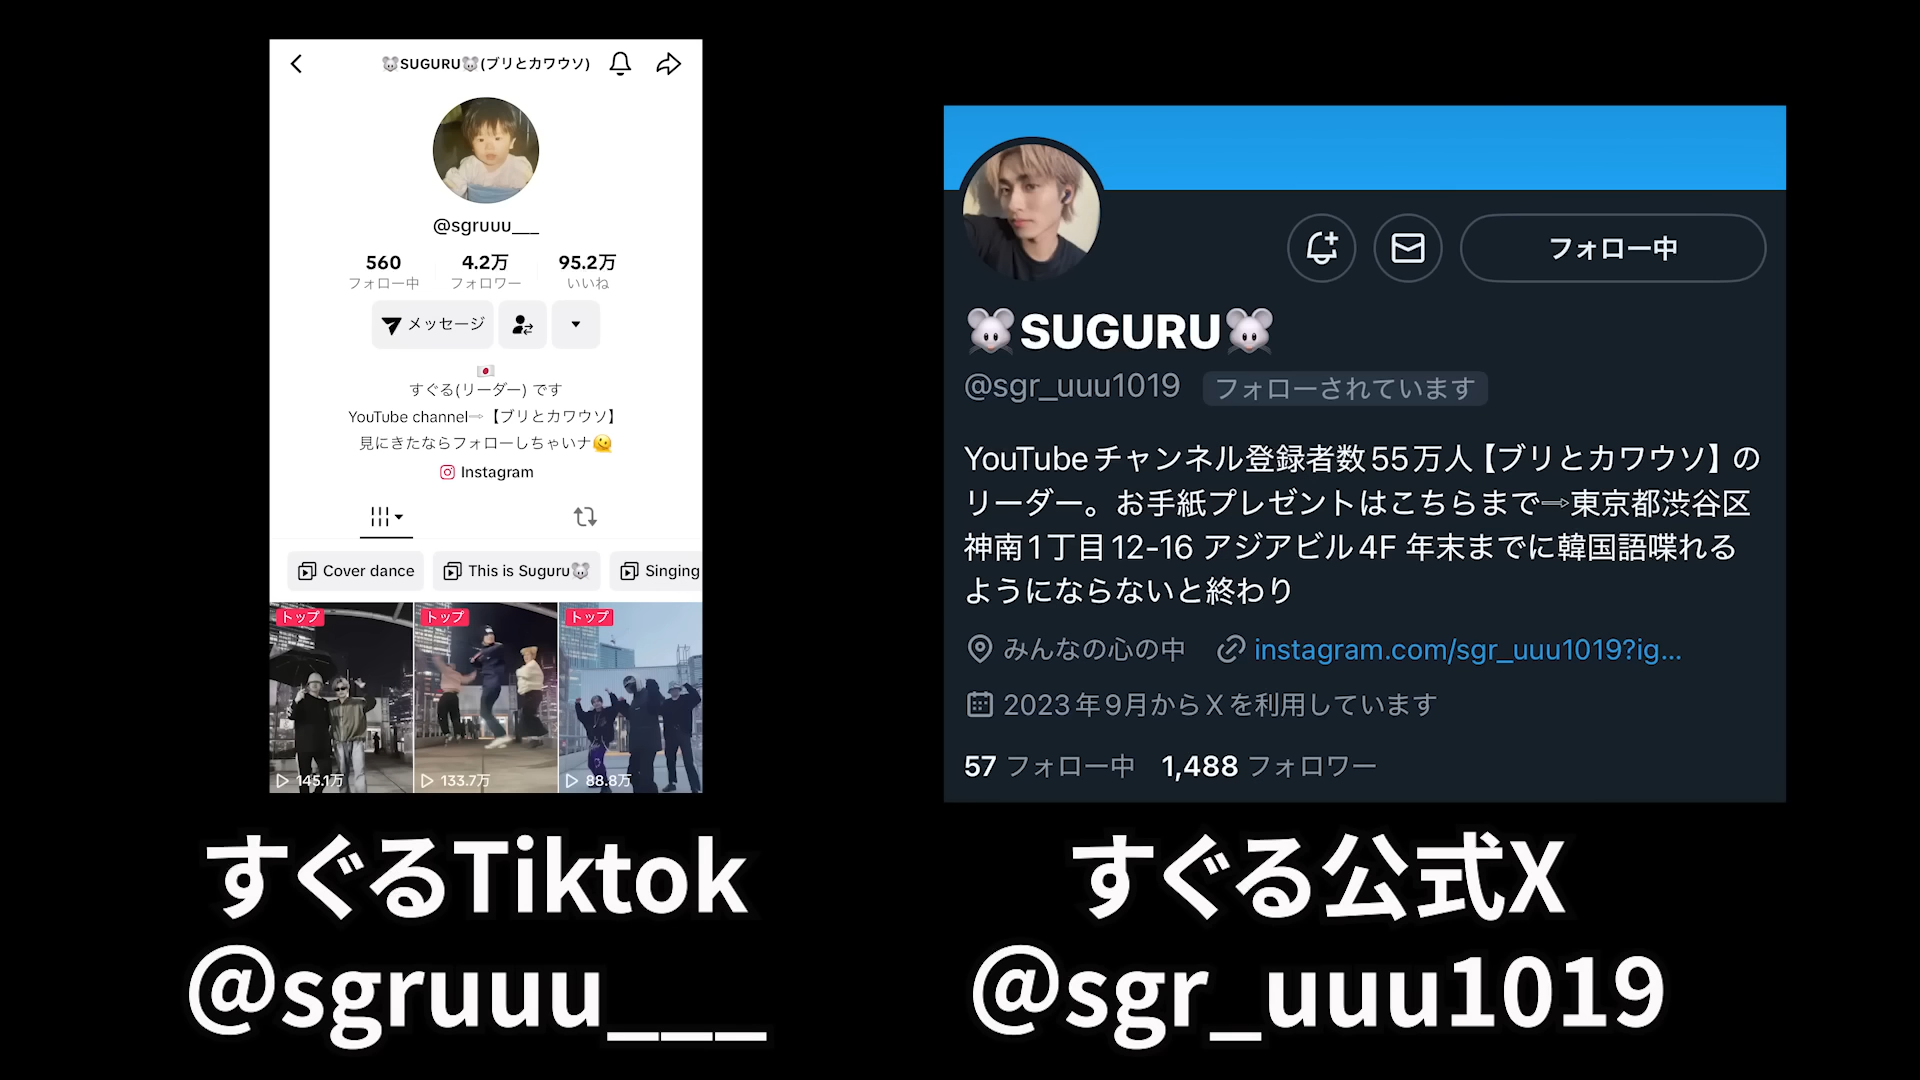 🐭SUGURU🐭(ブリとカワウソ)
@sgruuu___
560 4.2万 95.2万
フォロー中 フォロワー いいね
メッセージ
🇯🇵
すぐる(リーダー) です
YouTube channel⇨【ブリとカワウソ】
見にきたならフォローしちゃいナ🫠
Instagram
Cover dance This is Suguru🐭 Singing
トップ トップ トップ
145.1万 133.7万 88.8万
すぐるTiktok
@sgruuu___
フォロー中
🐭SUGURU🐭
@sgr_uuu1019 フォローされています
YouTubeチャンネル登録者数55万人【ブリとカワウソ】の
リーダー。お手紙プレゼントはこちらまで⇨東京都渋谷区
神南1丁目12-16 アジアビル4F 年末までに韓国語喋れる
ようにならないと終わり
みんなの心の中 instagram.com/sgr_uuu1019?ig...
2023年9月からXを利用しています
57 フォロー中 1,488 フォロワー
すぐる公式X
@sgr_uuu1019